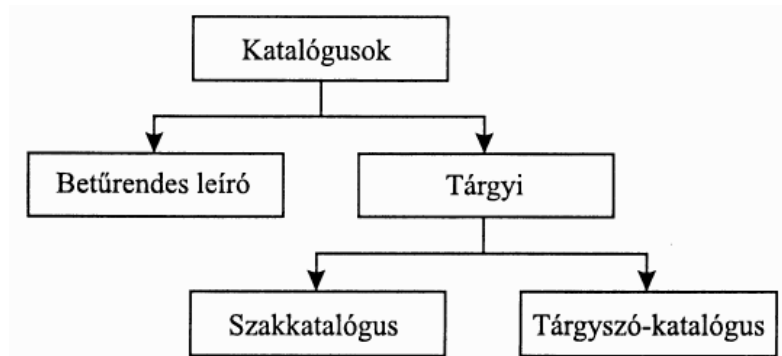 Katalógusok
Betűrendes leíró
Tárgyi
Szakkatalógus
Tárgyszó-katalógus